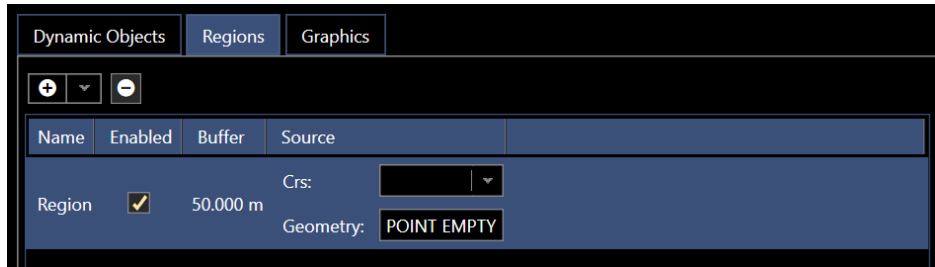 Dynamic Objects Regions Graphics
Name Enabled Buffer Source
Crs:
Region 50.000 m
Geometry: POINT EMPTY